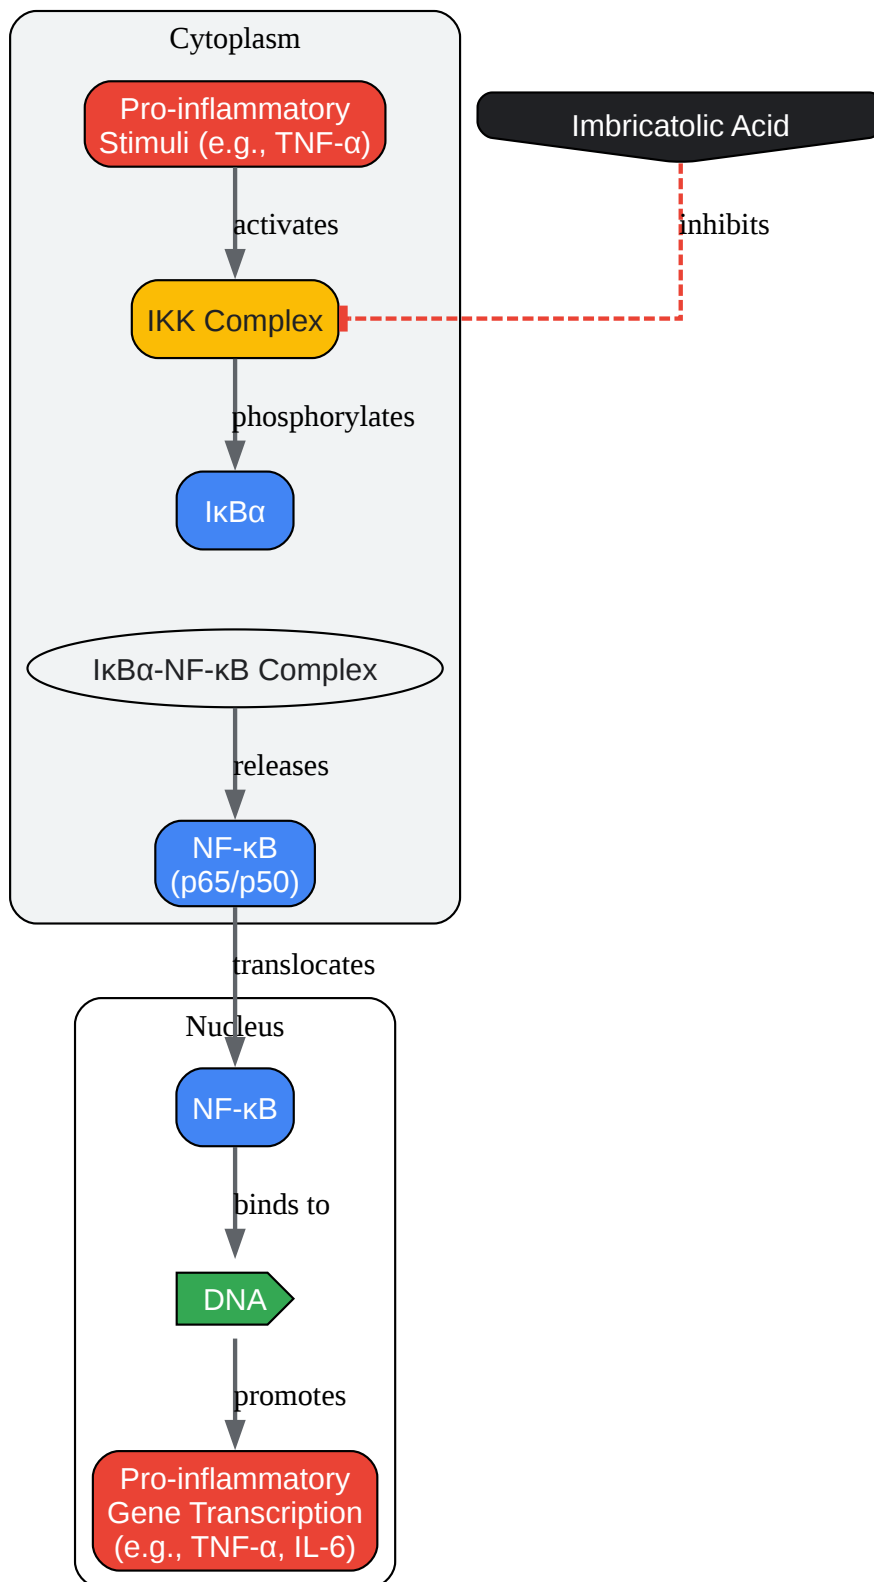 Cytoplasm
Pro-inflammatory
Stimuli (e.g., TNF-α)
Imbricatolic Acid
activates
inhibits
IKK Complex
phosphorylates
IκBα
IκBα-NF-κB Complex
releases
NF-κB
(p65/p50)
translocates
Nucleus
NF-κB
binds to
DNA
promotes
Pro-inflammatory
Gene Transcription
(e.g., TNF-α, IL-6)